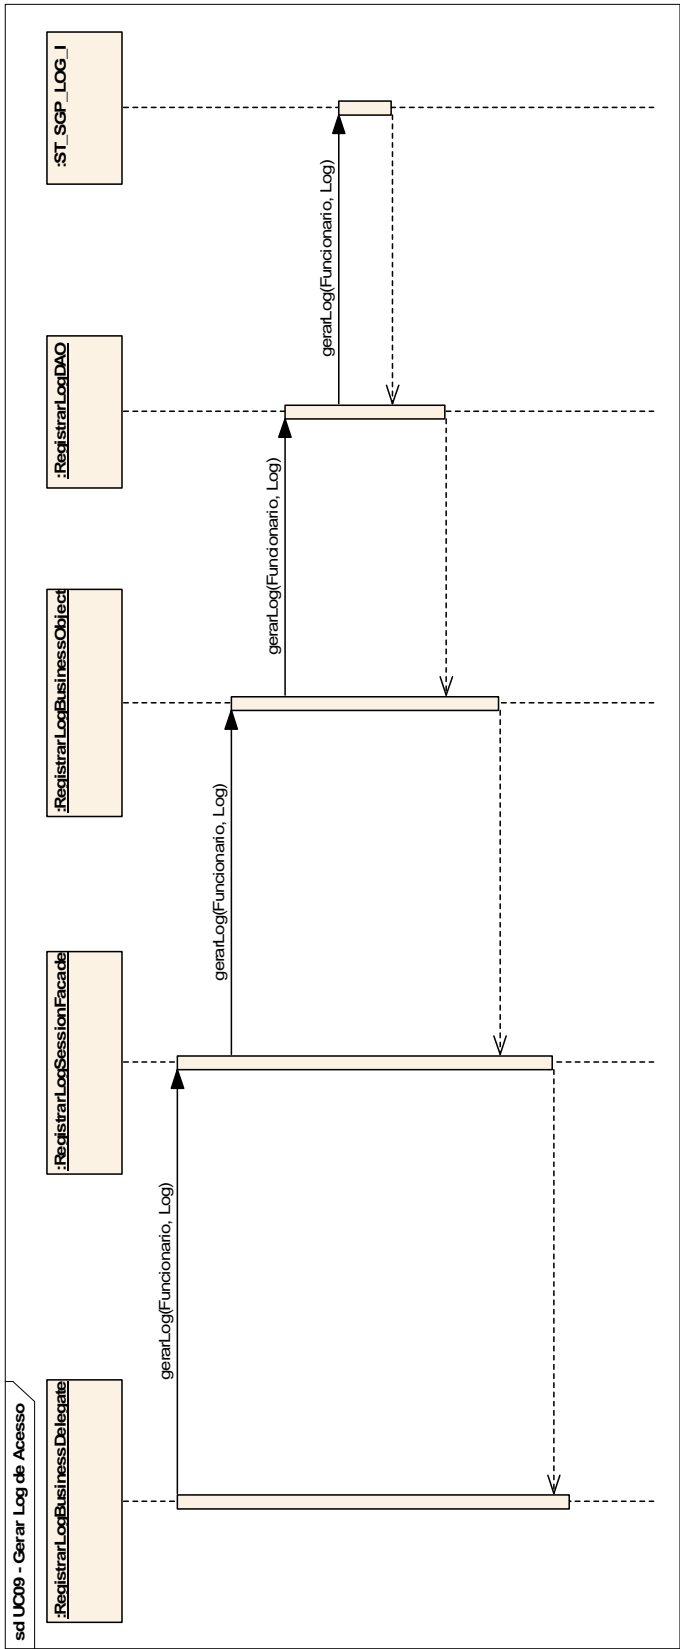 sd UC09 - Gerar Log de Acesso
:RegistrarLogBusinessDelegate
:RegistrarLogSessionFacade
:RegistrarLogBusinessObject
:RegistrarLogDAO
:ST_SGP_LOG_I
gerarLog(Funcionario, Log)
gerarLog(Funcionario, Log)
gerarLog(Funcionario, Log)
gerarLog(Funcionario, Log)